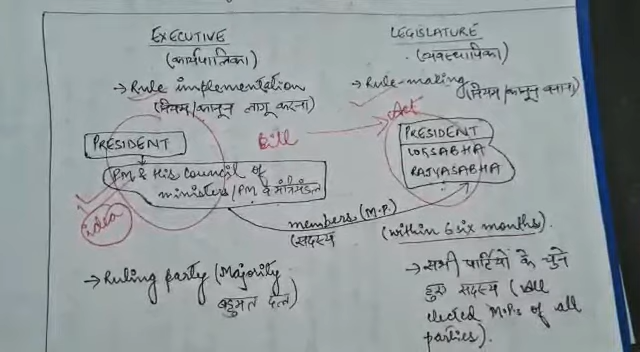 EXECUTIVE
(कार्यपालिका)
→ Rule implementation
(नियम/कानून लागू करना)
PRESIDENT
PM & His Council of
ministers/PM व मंत्रिमंडल
idea
→ Ruling party (Majority
बहुमत दल)
Bill
members (M.P.)
(सदस्य
LEGISLATURE
(व्यवस्थापिका)
→ Rule-making
(नियम/कानून बनाना)
Act
PRESIDENT
LOKSABHA
RAJYASABHA
(within 6 six months).
→ सभी पार्टियों के चुने
हुए सदस्य (all
elected M.P.s of all
parties).